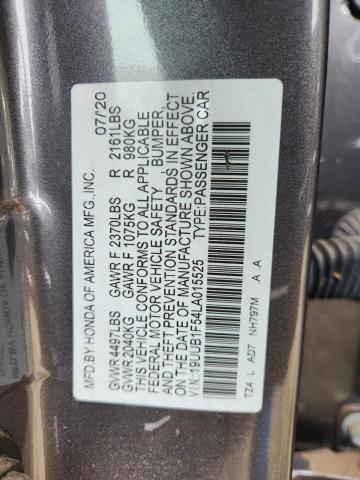 MFD BY HONDA OF AMERICA MFG.,INC. 07/20
GVWR 4497LBS GAWR F 2370LBS R 2161LBS
GVWR 2040KG GAWR F 1075KG R 980KG
THIS VEHICLE CONFORMS TO ALL APPLICABLE
FEDERAL MOTOR VEHICLE SAFETY , BUMPER,
AND THEFT PREVENTION STANDARDS IN EFFECT
ON THE DATE OF MANUFACTURE SHOWN ABOVE.
V.I.N.:19UUB1F54LA015525 TYPE:PASSENGER CAR
TZ4 L AD7 NH797M A A